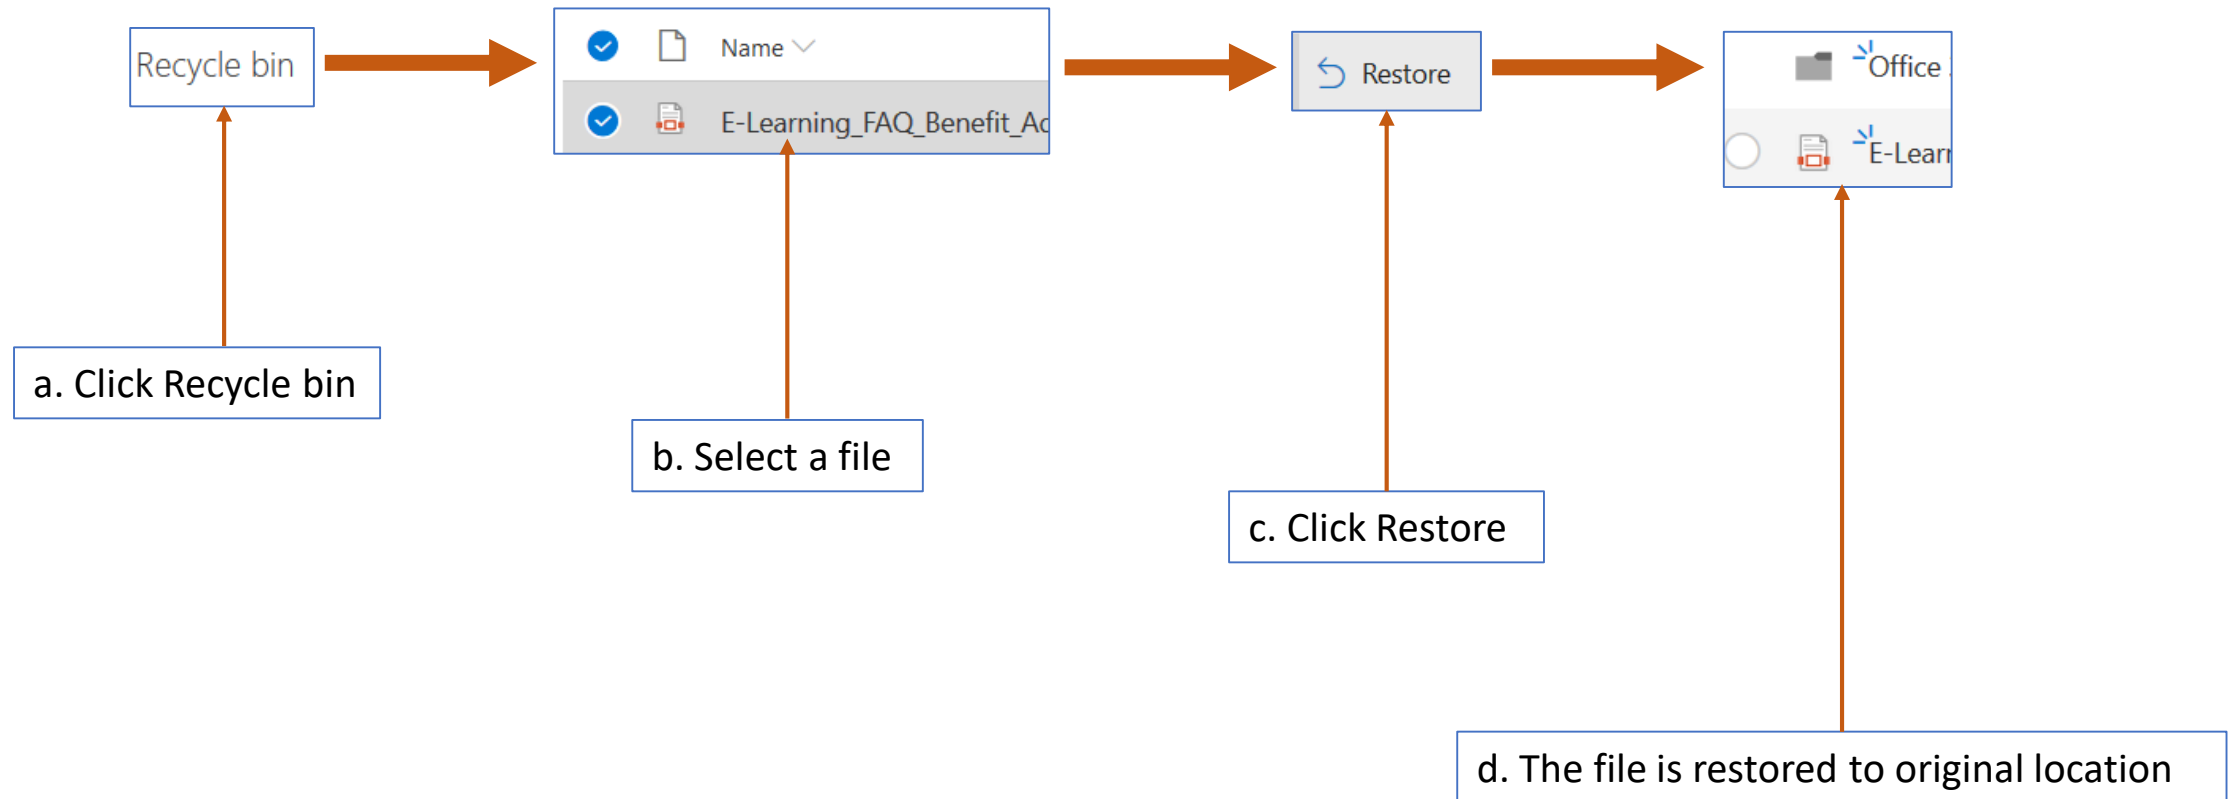 Recycle bin
Name
E-Learning_FAQ_Benefit_Ac
Restore
Office
E-Lear
a. Click Recycle bin
b. Select a file
c. Click Restore
d. The file is restored to original location